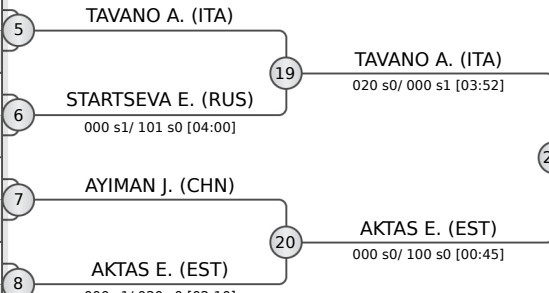 TAVANO A. (ITA)
5
19
TAVANO A. (ITA)
020 s0/ 000 s1 [03:52]
STARTSEVA E. (RUS)
6
000 s1/ 101 s0 [04:00]
AYIMAN J. (CHN)
7
20
AKTAS E. (EST)
000 s0/ 100 s0 [00:45]
AKTAS E. (EST)
8